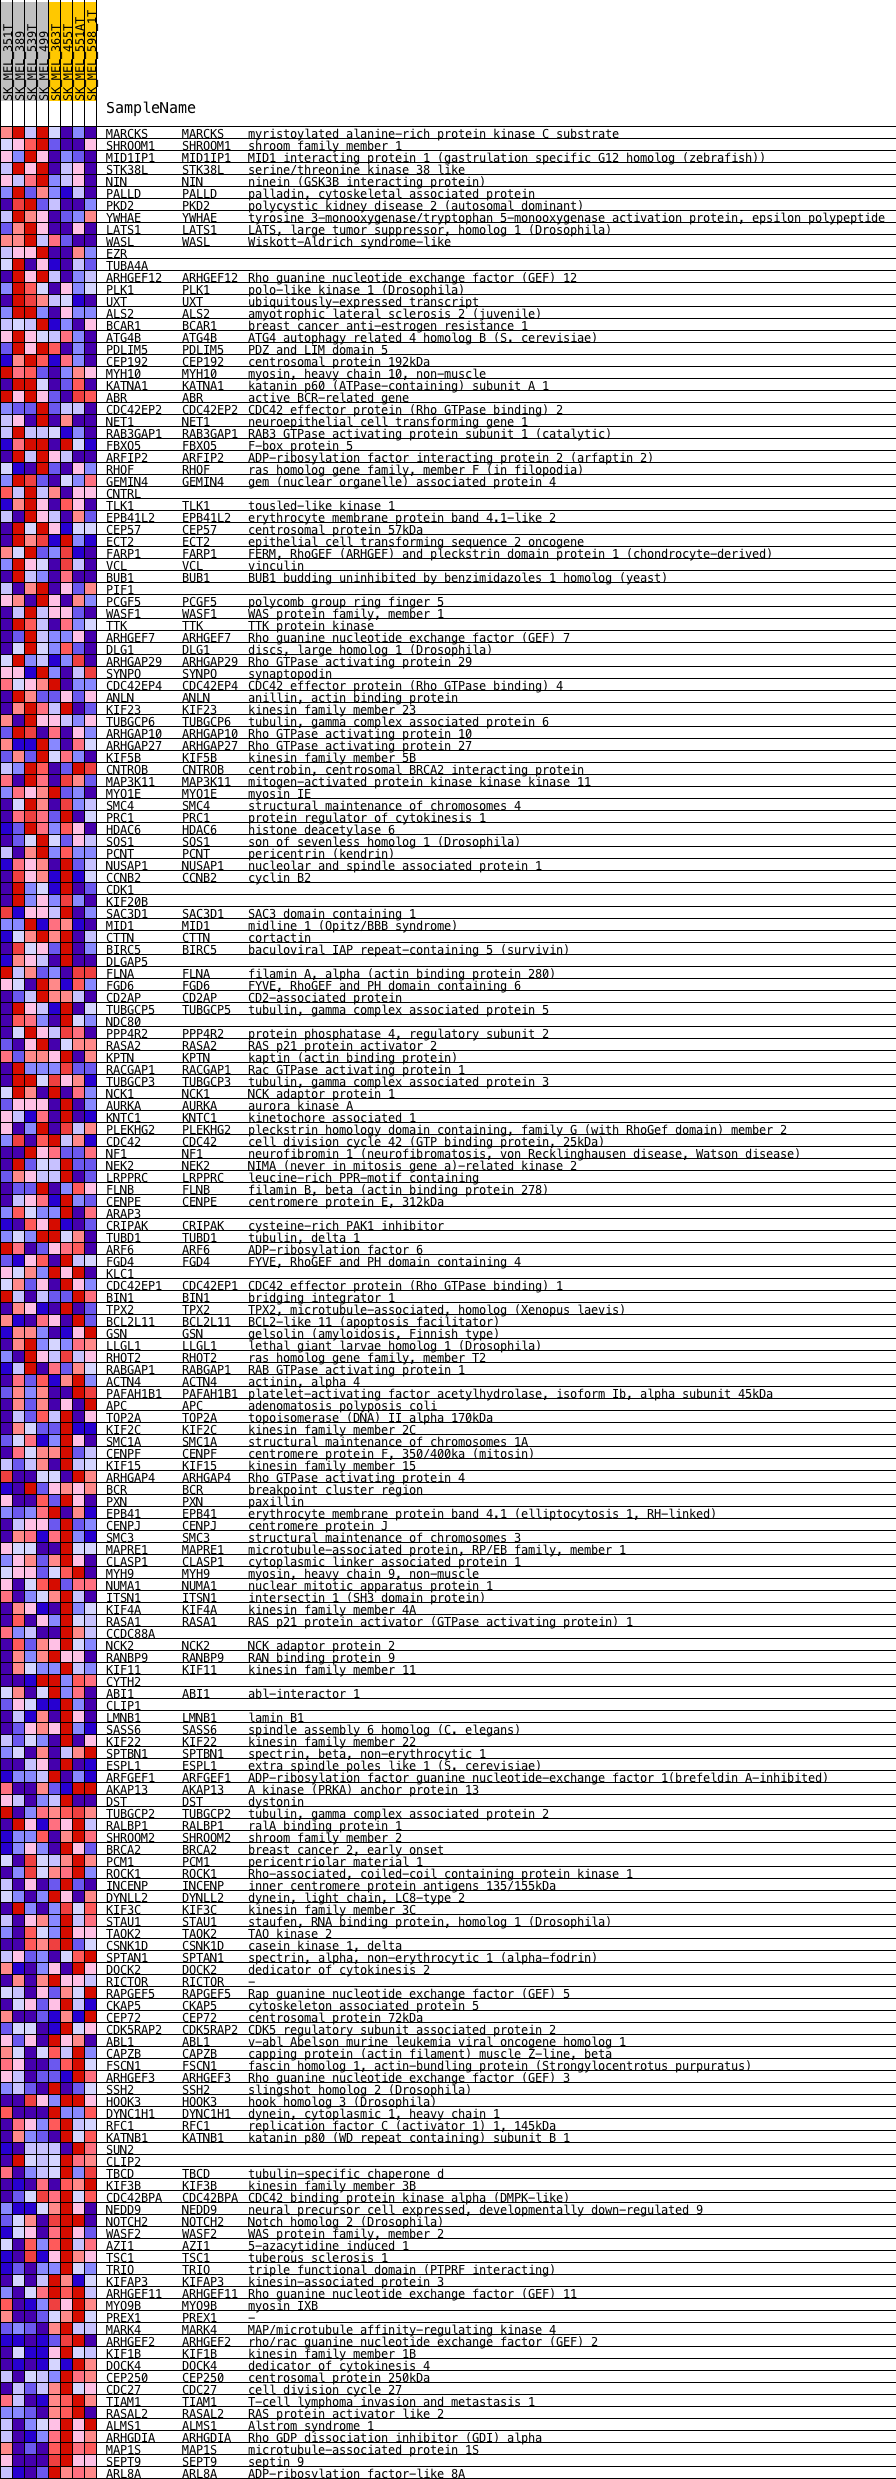 SK_MEL_351T
SK_MEL_389
SK_MEL_539T
SK_MEL_499
SK_MEL_363T
SK_MEL_455T
SK_MEL_551AT
SK_MEL_598_1T
SampleName
MARCKS MARCKS myristoylated alanine-rich protein kinase C substrate
SHROOM1 SHROOM1 shroom family member 1
MID1IP1 MID1IP1 MID1 interacting protein 1 (gastrulation specific G12 homolog (zebrafish))
STK38L STK38L serine/threonine kinase 38 like
NIN NIN ninein (GSK3B interacting protein)
PALLD PALLD palladin, cytoskeletal associated protein
PKD2 PKD2 polycystic kidney disease 2 (autosomal dominant)
YWHAE YWHAE tyrosine 3-monooxygenase/tryptophan 5-monooxygenase activation protein, epsilon polypeptide
LATS1 LATS1 LATS, large tumor suppressor, homolog 1 (Drosophila)
WASL WASL Wiskott-Aldrich syndrome-like
EZR
TUBA4A
ARHGEF12 ARHGEF12 Rho guanine nucleotide exchange factor (GEF) 12
PLK1 PLK1 polo-like kinase 1 (Drosophila)
UXT UXT ubiquitously-expressed transcript
ALS2 ALS2 amyotrophic lateral sclerosis 2 (juvenile)
BCAR1 BCAR1 breast cancer anti-estrogen resistance 1
ATG4B ATG4B ATG4 autophagy related 4 homolog B (S. cerevisiae)
PDLIM5 PDLIM5 PDZ and LIM domain 5
CEP192 CEP192 centrosomal protein 192kDa
MYH10 MYH10 myosin, heavy chain 10, non-muscle
KATNA1 KATNA1 katanin p60 (ATPase-containing) subunit A 1
ABR ABR active BCR-related gene
CDC42EP2 CDC42EP2 CDC42 effector protein (Rho GTPase binding) 2
NET1 NET1 neuroepithelial cell transforming gene 1
RAB3GAP1 RAB3GAP1 RAB3 GTPase activating protein subunit 1 (catalytic)
FBXO5 FBXO5 F-box protein 5
ARFIP2 ARFIP2 ADP-ribosylation factor interacting protein 2 (arfaptin 2)
RHOF RHOF ras homolog gene family, member F (in filopodia)
GEMIN4 GEMIN4 gem (nuclear organelle) associated protein 4
CNTRL
TLK1 TLK1 tousled-like kinase 1
EPB41L2 EPB41L2 erythrocyte membrane protein band 4.1-like 2
CEP57 CEP57 centrosomal protein 57kDa
ECT2 ECT2 epithelial cell transforming sequence 2 oncogene
FARP1 FARP1 FERM, RhoGEF (ARHGEF) and pleckstrin domain protein 1 (chondrocyte-derived)
VCL VCL vinculin
BUB1 BUB1 BUB1 budding uninhibited by benzimidazoles 1 homolog (yeast)
PIF1
PCGF5 PCGF5 polycomb group ring finger 5
WASF1 WASF1 WAS protein family, member 1
TTK TTK TTK protein kinase
ARHGEF7 ARHGEF7 Rho guanine nucleotide exchange factor (GEF) 7
DLG1 DLG1 discs, large homolog 1 (Drosophila)
ARHGAP29 ARHGAP29 Rho GTPase activating protein 29
SYNPO SYNPO synaptopodin
CDC42EP4 CDC42EP4 CDC42 effector protein (Rho GTPase binding) 4
ANLN ANLN anillin, actin binding protein
KIF23 KIF23 kinesin family member 23
TUBGCP6 TUBGCP6 tubulin, gamma complex associated protein 6
ARHGAP10 ARHGAP10 Rho GTPase activating protein 10
ARHGAP27 ARHGAP27 Rho GTPase activating protein 27
KIF5B KIF5B kinesin family member 5B
CNTROB CNTROB centrobin, centrosomal BRCA2 interacting protein
MAP3K11 MAP3K11 mitogen-activated protein kinase kinase kinase 11
MYO1E MYO1E myosin IE
SMC4 SMC4 structural maintenance of chromosomes 4
PRC1 PRC1 protein regulator of cytokinesis 1
HDAC6 HDAC6 histone deacetylase 6
SOS1 SOS1 son of sevenless homolog 1 (Drosophila)
PCNT PCNT pericentrin (kendrin)
NUSAP1 NUSAP1 nucleolar and spindle associated protein 1
CCNB2 CCNB2 cyclin B2
CDK1
KIF20B
SAC3D1 SAC3D1 SAC3 domain containing 1
MID1 MID1 midline 1 (Opitz/BBB syndrome)
CTTN CTTN cortactin
BIRC5 BIRC5 baculoviral IAP repeat-containing 5 (survivin)
DLGAP5
FLNA FLNA filamin A, alpha (actin binding protein 280)
FGD6 FGD6 FYVE, RhoGEF and PH domain containing 6
CD2AP CD2AP CD2-associated protein
TUBGCP5 TUBGCP5 tubulin, gamma complex associated protein 5
NDC80
PPP4R2 PPP4R2 protein phosphatase 4, regulatory subunit 2
RASA2 RASA2 RAS p21 protein activator 2
KPTN KPTN kaptin (actin binding protein)
RACGAP1 RACGAP1 Rac GTPase activating protein 1
TUBGCP3 TUBGCP3 tubulin, gamma complex associated protein 3
NCK1 NCK1 NCK adaptor protein 1
AURKA AURKA aurora kinase A
KNTC1 KNTC1 kinetochore associated 1
PLEKHG2 PLEKHG2 pleckstrin homology domain containing, family G (with RhoGef domain) member 2
CDC42 CDC42 cell division cycle 42 (GTP binding protein, 25kDa)
NF1 NF1 neurofibromin 1 (neurofibromatosis, von Recklinghausen disease, Watson disease)
NEK2 NEK2 NIMA (never in mitosis gene a)-related kinase 2
LRPPRC LRPPRC leucine-rich PPR-motif containing
FLNB FLNB filamin B, beta (actin binding protein 278)
CENPE CENPE centromere protein E, 312kDa
ARAP3
CRIPAK CRIPAK cysteine-rich PAK1 inhibitor
TUBD1 TUBD1 tubulin, delta 1
ARF6 ARF6 ADP-ribosylation factor 6
FGD4 FGD4 FYVE, RhoGEF and PH domain containing 4
KLC1
CDC42EP1 CDC42EP1 CDC42 effector protein (Rho GTPase binding) 1
BIN1 BIN1 bridging integrator 1
TPX2 TPX2 TPX2, microtubule-associated, homolog (Xenopus laevis)
BCL2L11 BCL2L11 BCL2-like 11 (apoptosis facilitator)
GSN GSN gelsolin (amyloidosis, Finnish type)
LLGL1 LLGL1 lethal giant larvae homolog 1 (Drosophila)
RHOT2 RHOT2 ras homolog gene family, member T2
RABGAP1 RABGAP1 RAB GTPase activating protein 1
ACTN4 ACTN4 actinin, alpha 4
PAFAH1B1 PAFAH1B1 platelet-activating factor acetylhydrolase, isoform Ib, alpha subunit 45kDa
APC APC adenomatosis polyposis coli
TOP2A TOP2A topoisomerase (DNA) II alpha 170kDa
KIF2C KIF2C kinesin family member 2C
SMC1A SMC1A structural maintenance of chromosomes 1A
CENPF CENPF centromere protein F, 350/400ka (mitosin)
KIF15 KIF15 kinesin family member 15
ARHGAP4 ARHGAP4 Rho GTPase activating protein 4
BCR BCR breakpoint cluster region
PXN PXN paxillin
EPB41 EPB41 erythrocyte membrane protein band 4.1 (elliptocytosis 1, RH-linked)
CENPJ CENPJ centromere protein J
SMC3 SMC3 structural maintenance of chromosomes 3
MAPRE1 MAPRE1 microtubule-associated protein, RP/EB family, member 1
CLASP1 CLASP1 cytoplasmic linker associated protein 1
MYH9 MYH9 myosin, heavy chain 9, non-muscle
NUMA1 NUMA1 nuclear mitotic apparatus protein 1
ITSN1 ITSN1 intersectin 1 (SH3 domain protein)
KIF4A KIF4A kinesin family member 4A
RASA1 RASA1 RAS p21 protein activator (GTPase activating protein) 1
CCDC88A
NCK2 NCK2 NCK adaptor protein 2
RANBP9 RANBP9 RAN binding protein 9
KIF11 KIF11 kinesin family member 11
CYTH2
ABI1 ABI1 abl-interactor 1
CLIP1
LMNB1 LMNB1 lamin B1
SASS6 SASS6 spindle assembly 6 homolog (C. elegans)
KIF22 KIF22 kinesin family member 22
SPTBN1 SPTBN1 spectrin, beta, non-erythrocytic 1
ESPL1 ESPL1 extra spindle poles like 1 (S. cerevisiae)
ARFGEF1 ARFGEF1 ADP-ribosylation factor guanine nucleotide-exchange factor 1(brefeldin A-inhibited)
AKAP13 AKAP13 A kinase (PRKA) anchor protein 13
DST DST dystonin
TUBGCP2 TUBGCP2 tubulin, gamma complex associated protein 2
RALBP1 RALBP1 ralA binding protein 1
SHROOM2 SHROOM2 shroom family member 2
BRCA2 BRCA2 breast cancer 2, early onset
PCM1 PCM1 pericentriolar material 1
ROCK1 ROCK1 Rho-associated, coiled-coil containing protein kinase 1
INCENP INCENP inner centromere protein antigens 135/155kDa
DYNLL2 DYNLL2 dynein, light chain, LC8-type 2
KIF3C KIF3C kinesin family member 3C
STAU1 STAU1 staufen, RNA binding protein, homolog 1 (Drosophila)
TAOK2 TAOK2 TAO kinase 2
CSNK1D CSNK1D casein kinase 1, delta
SPTAN1 SPTAN1 spectrin, alpha, non-erythrocytic 1 (alpha-fodrin)
DOCK2 DOCK2 dedicator of cytokinesis 2
RICTOR RICTOR -
RAPGEF5 RAPGEF5 Rap guanine nucleotide exchange factor (GEF) 5
CKAP5 CKAP5 cytoskeleton associated protein 5
CEP72 CEP72 centrosomal protein 72kDa
CDK5RAP2 CDK5RAP2 CDK5 regulatory subunit associated protein 2
ABL1 ABL1 v-abl Abelson murine leukemia viral oncogene homolog 1
CAPZB CAPZB capping protein (actin filament) muscle Z-line, beta
FSCN1 FSCN1 fascin homolog 1, actin-bundling protein (Strongylocentrotus purpuratus)
ARHGEF3 ARHGEF3 Rho guanine nucleotide exchange factor (GEF) 3
SSH2 SSH2 slingshot homolog 2 (Drosophila)
HOOK3 HOOK3 hook homolog 3 (Drosophila)
DYNC1H1 DYNC1H1 dynein, cytoplasmic 1, heavy chain 1
RFC1 RFC1 replication factor C (activator 1) 1, 145kDa
KATNB1 KATNB1 katanin p80 (WD repeat containing) subunit B 1
SUN2
CLIP2
TBCD TBCD tubulin-specific chaperone d
KIF3B KIF3B kinesin family member 3B
CDC42BPA CDC42BPA CDC42 binding protein kinase alpha (DMPK-like)
NEDD9 NEDD9 neural precursor cell expressed, developmentally down-regulated 9
NOTCH2 NOTCH2 Notch homolog 2 (Drosophila)
WASF2 WASF2 WAS protein family, member 2
AZI1 AZI1 5-azacytidine induced 1
TSC1 TSC1 tuberous sclerosis 1
TRIO TRIO triple functional domain (PTPRF interacting)
KIFAP3 KIFAP3 kinesin-associated protein 3
ARHGEF11 ARHGEF11 Rho guanine nucleotide exchange factor (GEF) 11
MYO9B MYO9B myosin IXB
PREX1 PREX1 -
MARK4 MARK4 MAP/microtubule affinity-regulating kinase 4
ARHGEF2 ARHGEF2 rho/rac guanine nucleotide exchange factor (GEF) 2
KIF1B KIF1B kinesin family member 1B
DOCK4 DOCK4 dedicator of cytokinesis 4
CEP250 CEP250 centrosomal protein 250kDa
CDC27 CDC27 cell division cycle 27
TIAM1 TIAM1 T-cell lymphoma invasion and metastasis 1
RASAL2 RASAL2 RAS protein activator like 2
ALMS1 ALMS1 Alstrom syndrome 1
ARHGDIA ARHGDIA Rho GDP dissociation inhibitor (GDI) alpha
MAP1S MAP1S microtubule-associated protein 1S
SEPT9 SEPT9 septin 9
ARL8A ARL8A ADP-ribosylation factor-like 8A